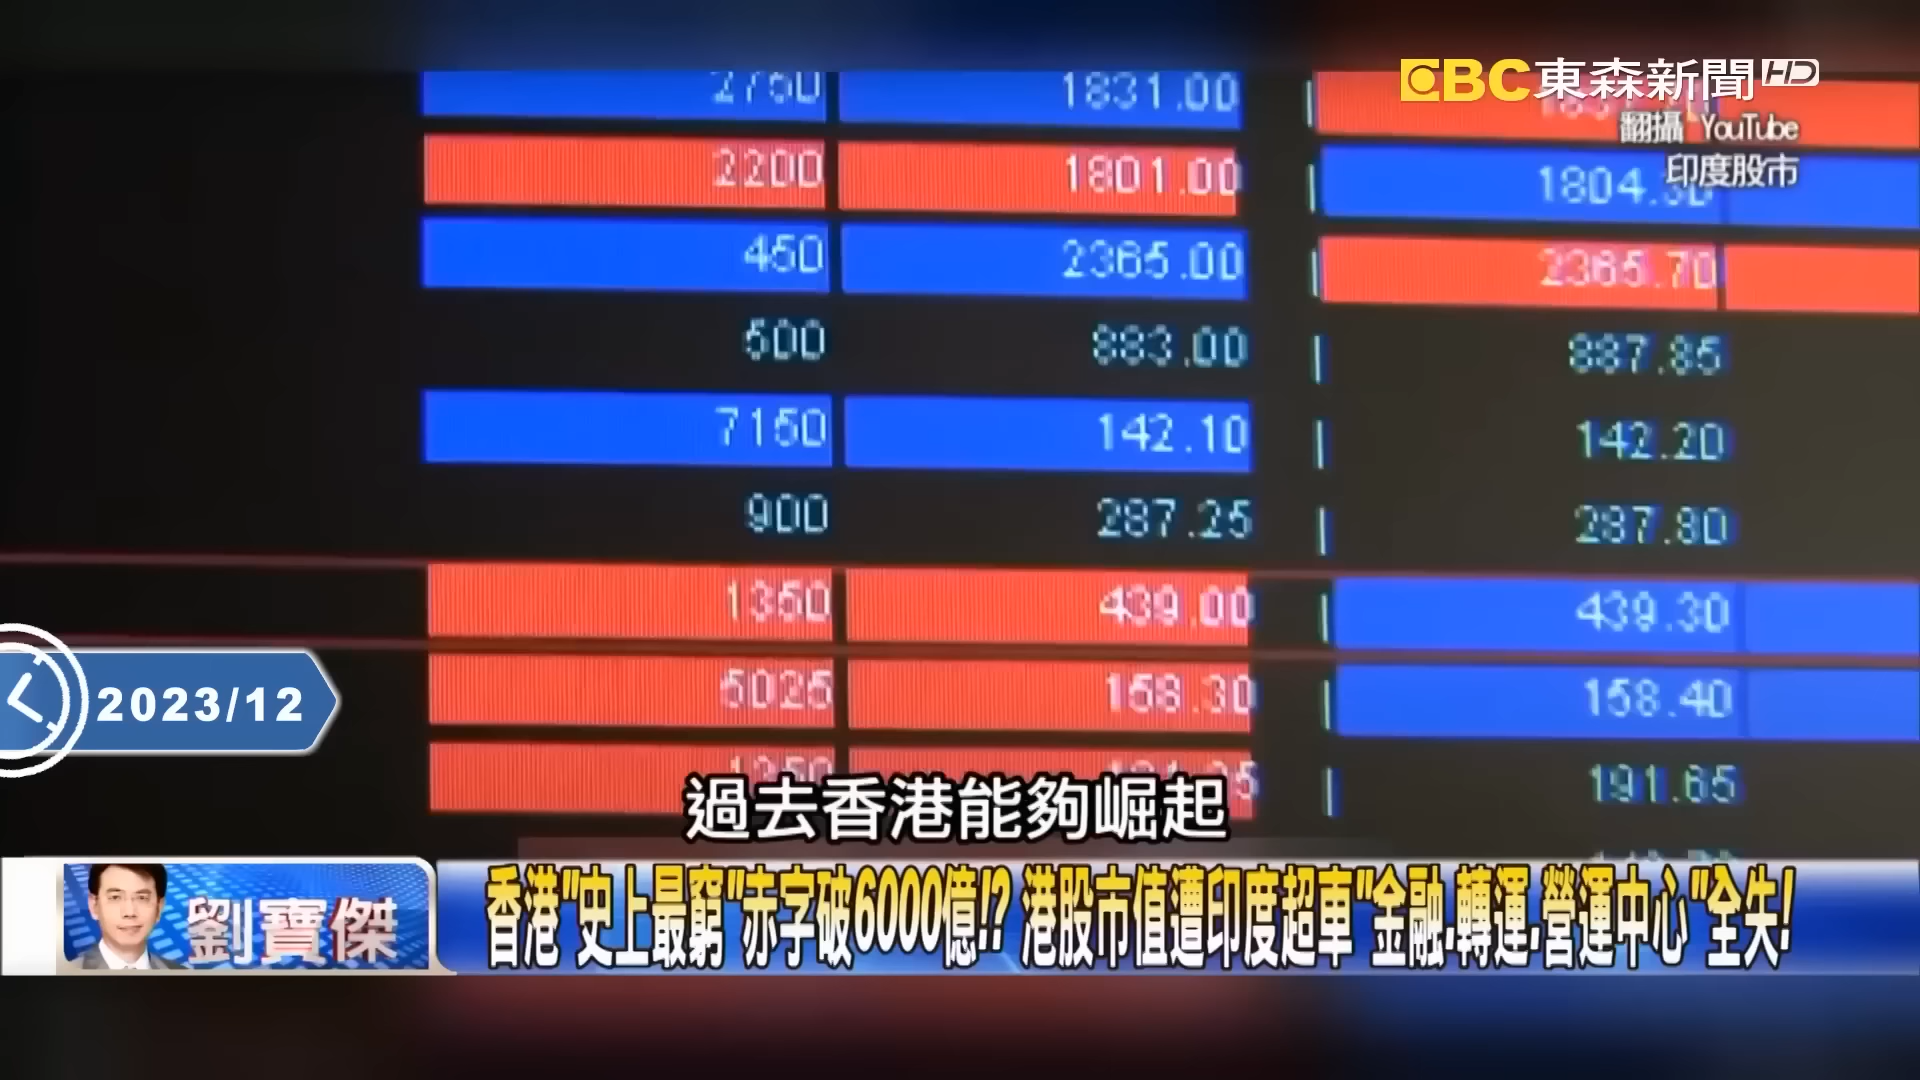 EBC 東森新聞 HD
翻攝 YouTube
印度股市
2750 1831.00
2200 1801.00 1804.30
450 2365.00 2365.70
500 883.00 887.85
7150 142.10 142.20
900 287.25 287.80
1350 439.00 439.30
5025 158.30 158.40
191.65
2023/12
過去香港能夠崛起
劉寶傑
香港"史上最窮"赤字破6000億!? 港股市值遭印度超車"金融.轉運.營運中心"全失!